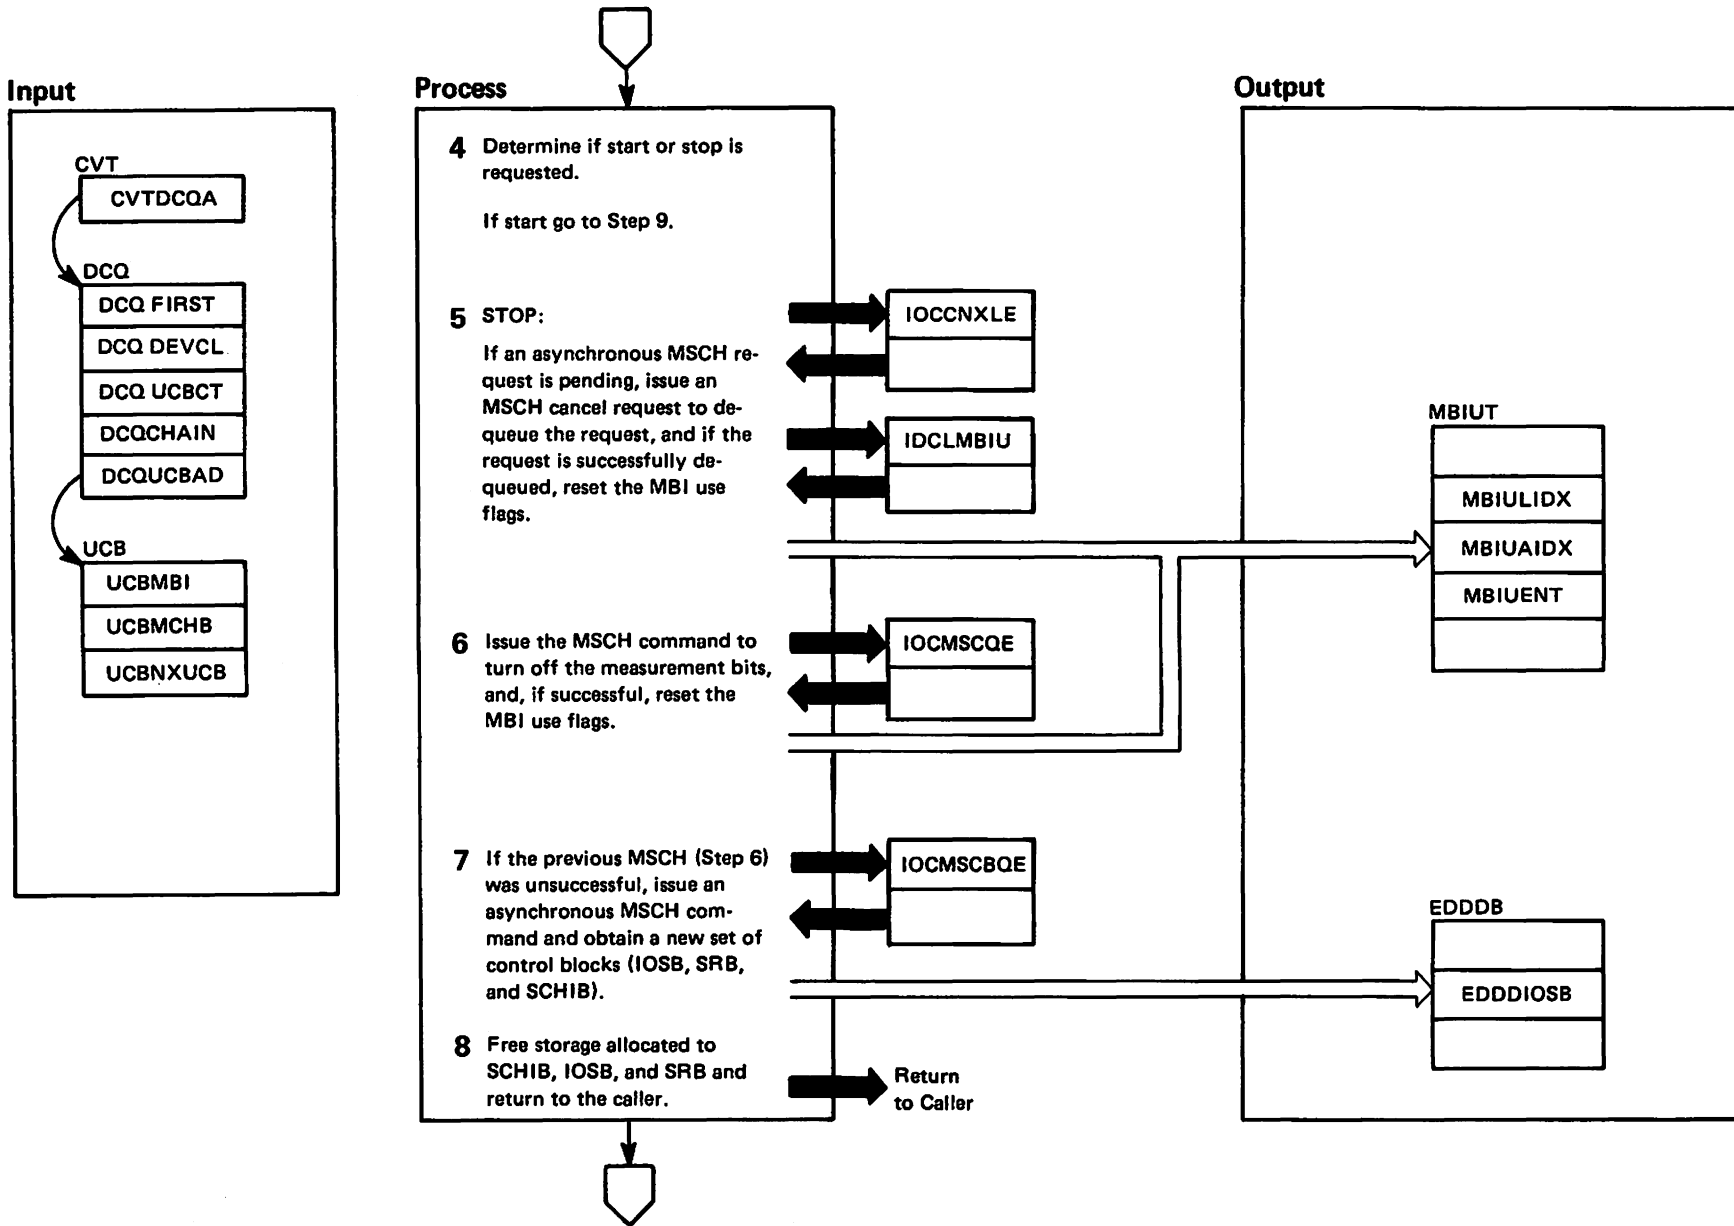 Input
CVT
CVTDCQA
DCQ
DCQ FIRST
DCQ DEVCL
DCQ UCBCT
DCQCHAIN
DCQUCBAD
UCB
UCBMBI
UCBMCHB
UCBNXUCB
Process
4 Determine if start or stop is
requested.
If start go to Step 9.
5 STOP:
If an asynchronous MSCH re-
quest is pending, issue an
MSCH cancel request to de-
queue the request, and if the
request is successfully de-
queued, reset the MBI use
flags.
6 Issue the MSCH command to
turn off the measurement bits,
and, if successful, reset the
MBI use flags.
7 If the previous MSCH (Step 6)
was unsuccessful, issue an
asynchronous MSCH com-
mand and obtain a new set of
control blocks (IOSB, SRB,
and SCHIB).
8 Free storage allocated to
SCHIB, IOSB, and SRB and
return to the caller.
IOCCNXLE
IDCLMBIU
IOCMSCQE
IOCMSCBQE
Return
to Caller
Output
MBIUT
MBIULIDX
MBIUAIDX
MBIUENT
EDDDB
EDDDIOSB